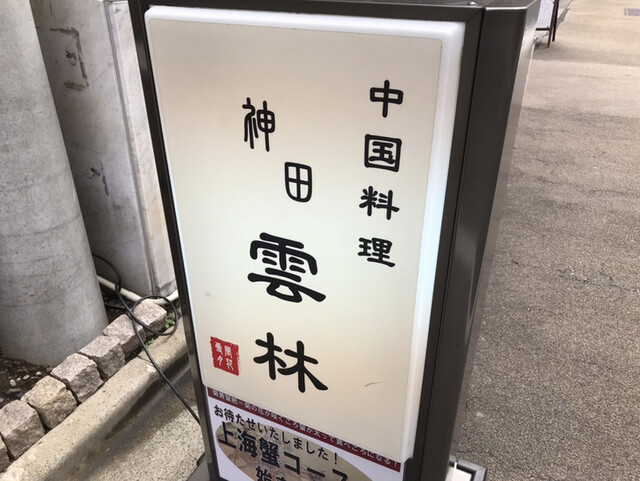 中国料理
神田
雲林
お待たせいたしました！
上海蟹コース